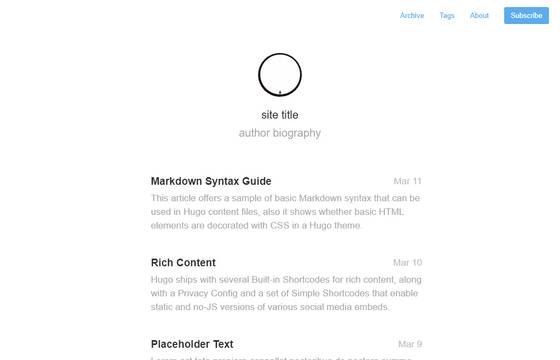 Archive Tags About Subscribe
site title
author biography
Markdown Syntax Guide Mar 11
This article offers a sample of basic Markdown syntax that can be
used in Hugo content files, also it shows whether basic HTML
elements are decorated with CSS in a Hugo theme.
Rich Content Mar 10
Hugo ships with several Built-in Shortcodes for rich content, along
with a Privacy Config and a set of Simple Shortcodes that enable
static and no-JS versions of various social media embeds.
Placeholder Text Mar 9